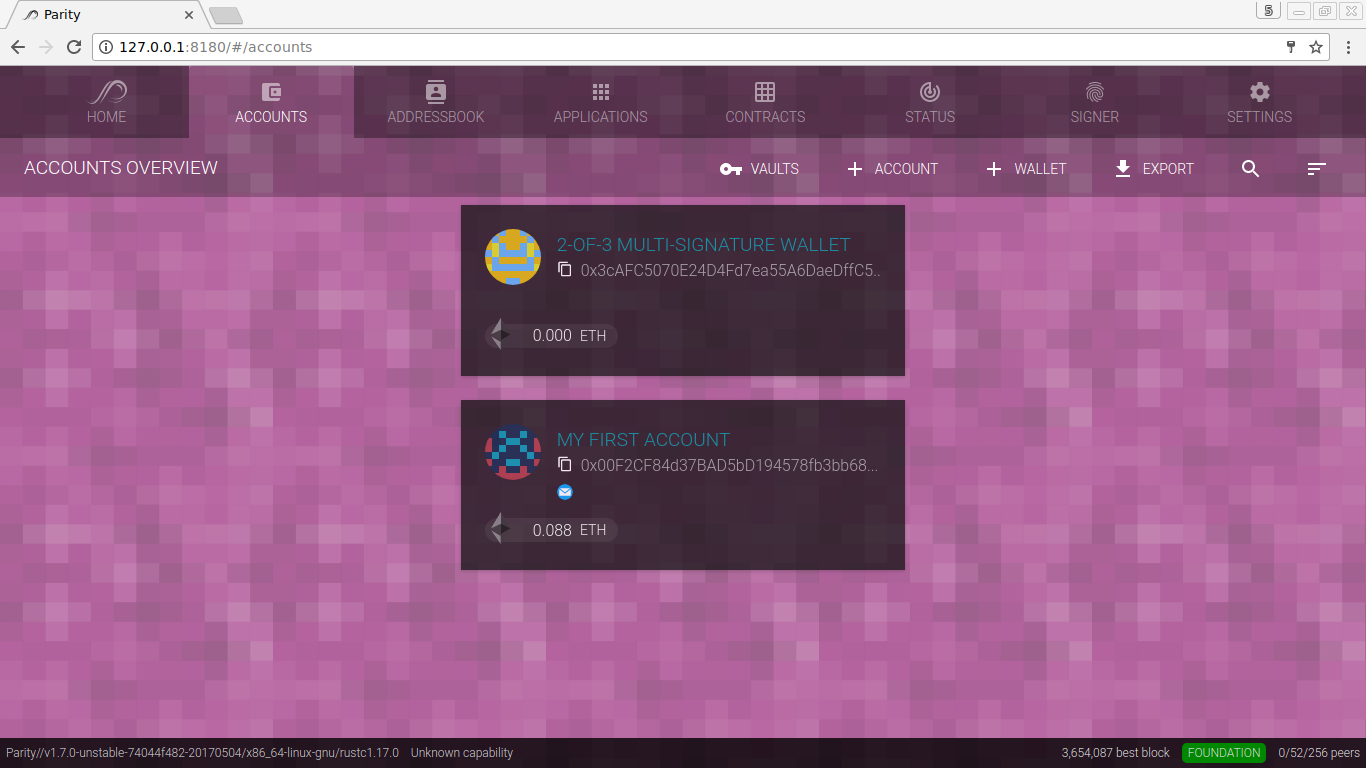 Parity
5
127.0.0.1:8180/#/accounts
HOME
ACCOUNTS
ADDRESSBOOK
APPLICATIONS
CONTRACTS
STATUS
SIGNER
SETTINGS
ACCOUNTS OVERVIEW
VAULTS
ACCOUNT
WALLET
EXPORT
2-OF-3 MULTI-SIGNATURE WALLET
0x3cAFC5070E24D4Fd7ea55A6DaeDffC5..
0.000 ETH
MY FIRST ACCOUNT
0x00F2CF84d37BAD5bD194578fb3bb68...
0.088 ETH
Parity//v1.7.0-unstable-74044f482-20170504/x86_64-linux-gnu/rustc1.17.0 Unknown capability
3,654,087 best block FOUNDATION 0/52/256 peers